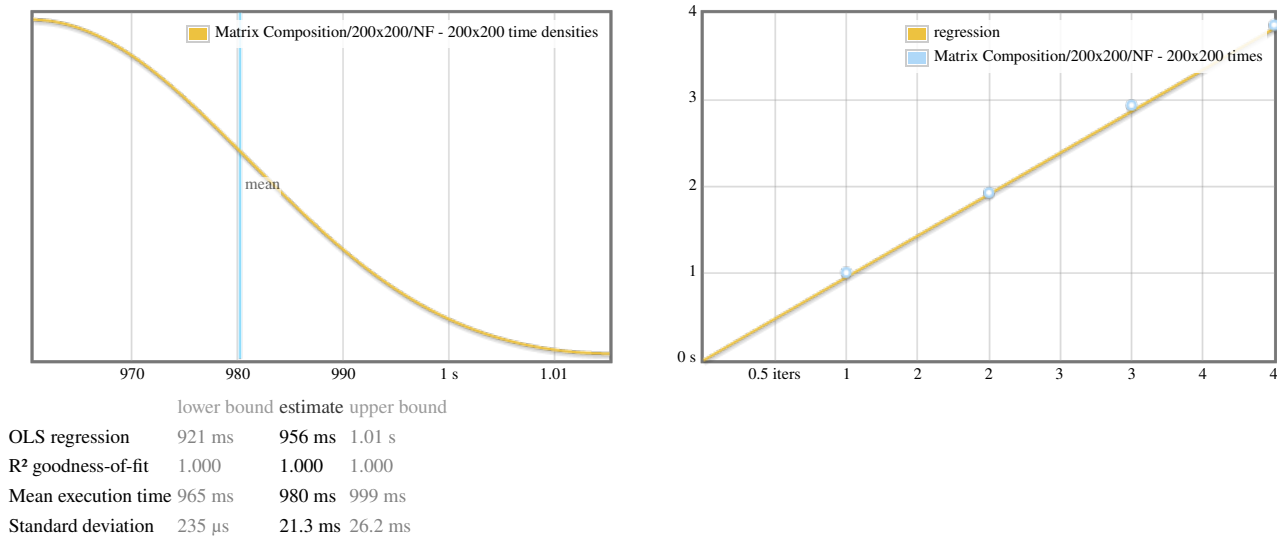 Matrix Composition/200x200/NF - 200x200 time densities
mean
970 980 990 1 s 1.01
4
3
2
1
0 s
regression
Matrix Composition/200x200/NF - 200x200 times
0.5 iters 1 2 2 3 3 4 4
lower bound estimate upper bound
OLS regression 921 ms 956 ms 1.01 s
R² goodness-of-fit 1.000 1.000 1.000
Mean execution time 965 ms 980 ms 999 ms
Standard deviation 235 µs 21.3 ms 26.2 ms